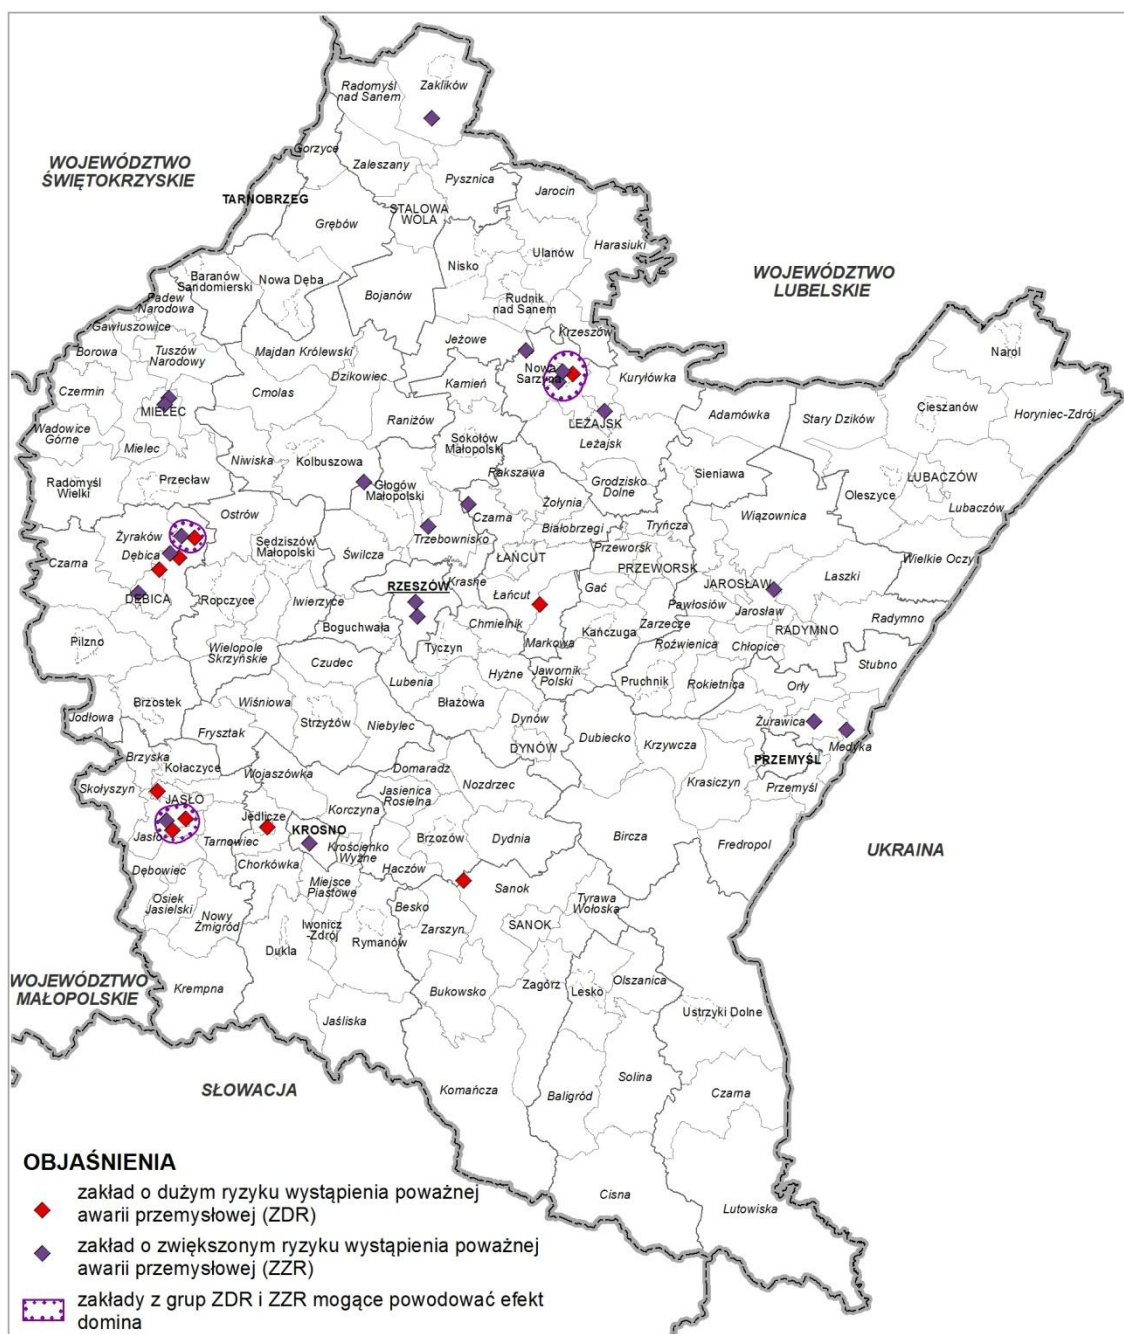 Radomyśl
nad Sanem
Zaklików
WOJEWÓDZTWO
ŚWIĘTOKRZYSKIE
Gorzyce
Zaleszany
Pysznica
Jarocin
TARNOBRZEG
STALOWA
WOLA
Grębów
Ulanów
Harasiuki
Baranów
Sandomierski
Nowa Dęba
Nisko
WOJEWÓDZTWO
LUBELSKIE
Padew
Narodowa
Bojanów
Rudnik
nad Sanem
Gawłuszowice
Krzeszów
Borowa
Tuszów
Narodowy
Majdan Królewski
Jeżowe
Narol
Nowa
Sarzyna
Dzikowiec
Kuryłówka
Czermin
Cmolas
Kamień
MIELEC
Cieszanów
Horyniec-Zdrój
Adamówka
Stary Dzików
Raniżów
LEŻAJSK
Leżajsk
Wadowice
Górne
Mielec
Sokołów
Małopolski
Niwiska
Kolbuszowa
Rakszawa
Sieniawa
LUBACZÓW
Radomyśl
Wielki
Przecław
Głogów
Małopolski
Grodzisko
Dolne
Oleszyce
Żołynia
Lubaczów
Ostrów
Czarna
Wiązownica
Białobrzegi
Tryńcza
Żyraków
Sędziszów
Małopolski
Trzebownisko
Dębica
Świlcza
ŁAŃCUT
Przeworsk
Wielkie Oczy
Czarna
PRZEWORSK
Laszki
RZESZÓW
Krasne
JAROSŁAW
DĘBICA
Ropczyce
Iwierzyce
Łańcut
Gać
Pawłosiów
Jarosław
Radymno
Boguchwała
Chmielnik
Kańczuga
Zarzecze
RADYMNO
Pilzno
Wielopole
Skrzyńskie
Tyczyn
Markowa
Roźwienica
Chłopice
Czudec
Hyżne
Jawornik
Polski
Stubno
Lubenia
Pruchnik
Rokietnica
Orły
Brzostek
Wiśniowa
Błażowa
Jodłowa
Strzyżów
Niebylec
Dynów
Żurawica
Frysztak
DYNÓW
Dubiecko
Krzywcza
Medyka
Brzyska
PRZEMYŚL
Kołaczyce
Wojaszówka
Domaradz
Krasiczyn
Skołyszyn
Nozdrzec
Przemyśl
JASŁO
Jasienica
Rosielna
Korczyna
Jedlicze
KROSNO
Brzozów
Jasło
Tarnowiec
Krościenko
Wyżne
Dydnia
Bircza
Fredropol
UKRAINA
Dębowiec
Chorkówka
Haczów
Miejsce
Piastowe
Sanok
Osiek
Jasielski
Besko
Tyrawa
Wołoska
Nowy
Żmigród
Iwonicz
-Zdrój
Zarszyn
SANOK
Dukla
Rymanów
WOJEWÓDZTWO
MAŁOPOLSKIE
Zagórz
Olszanica
Krempna
Bukowsko
Lesko
Ustrzyki Dolne
Jaśliska
SŁOWACJA
Solina
Komańcza
Baligród
Czarna
OBJAŚNIENIA
zakład o dużym ryzyku wystąpienia poważnej
awarii przemysłowej (ZDR)
Cisna
Lutowiska
zakład o zwiększonym ryzyku wystąpienia poważnej
awarii przemysłowej (ZZR)
zakłady z grup ZDR i ZZR mogące powodować efekt
domina